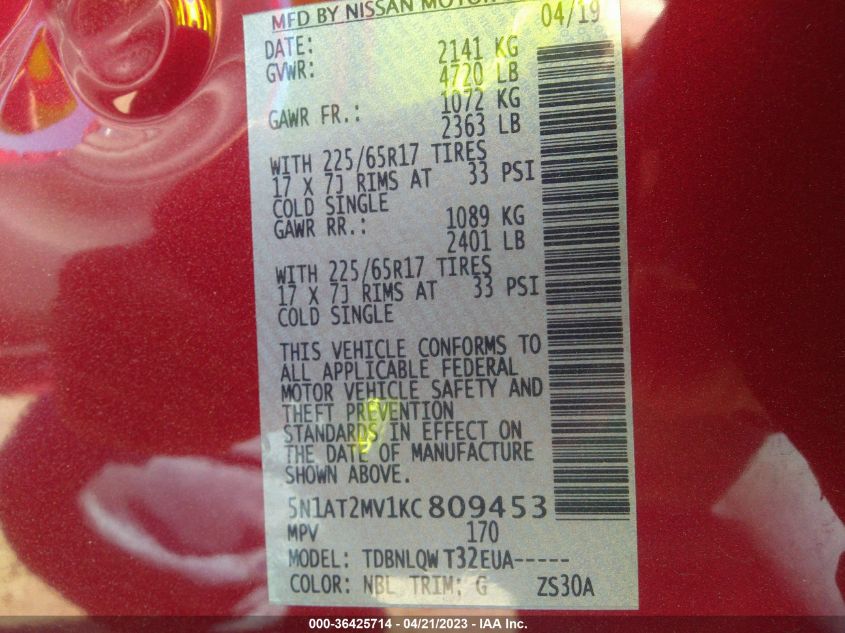 MFD BY NISSAN MOTOR
DATE: 04/19
GVWR: 2141 KG
4720 LB
GAWR FR.: 1072 KG
2363 LB
WITH 225/65R17 TIRES
17 X 7J RIMS AT 33 PSI
COLD SINGLE
GAWR RR.: 1089 KG
2401 LB
WITH 225/65R17 TIRES
17 X 7J RIMS AT 33 PSI
COLD SINGLE
THIS VEHICLE CONFORMS TO
ALL APPLICABLE FEDERAL
MOTOR VEHICLE SAFETY AND
THEFT PREVENTION
STANDARDS IN EFFECT ON
THE DATE OF MANUFACTURE
SHOWN ABOVE.
5N1AT2MV1KC809453
MPV 170
MODEL: TDBNLQW T32EUA-----
COLOR: NBL TRIM: G ZS30A
000-36425714 - 04/21/2023 - IAA Inc.